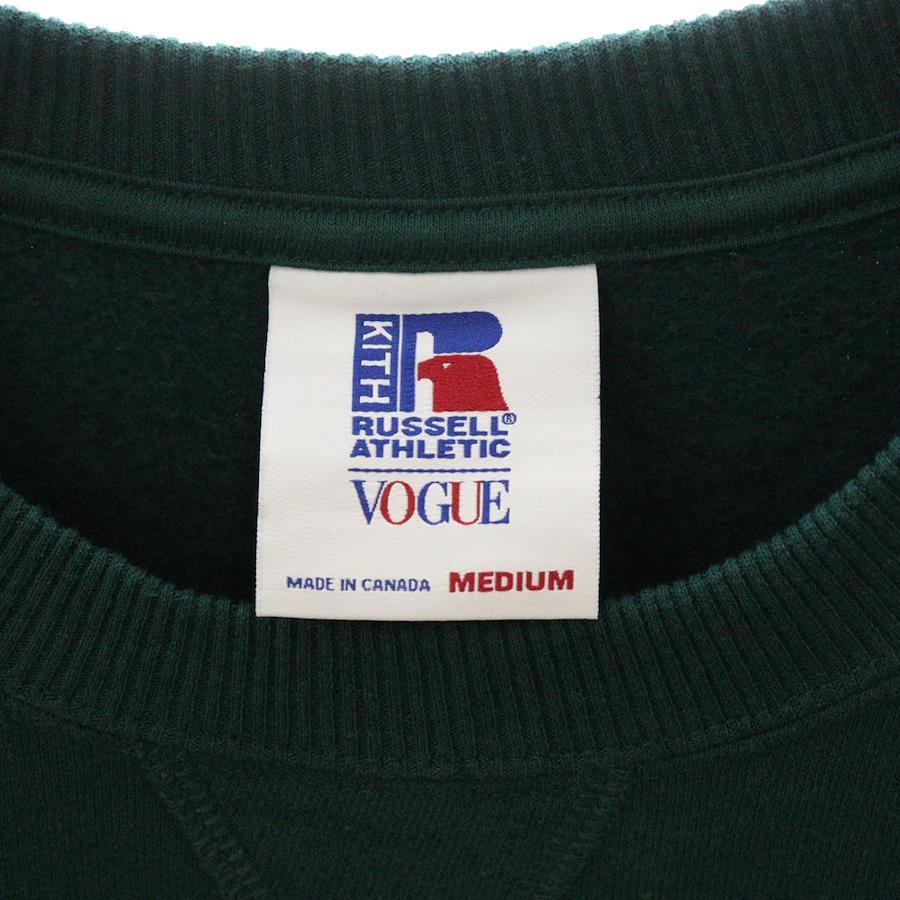 KITH
RUSSELL®
ATHLETIC
VOGUE
MADE IN CANADA MEDIUM